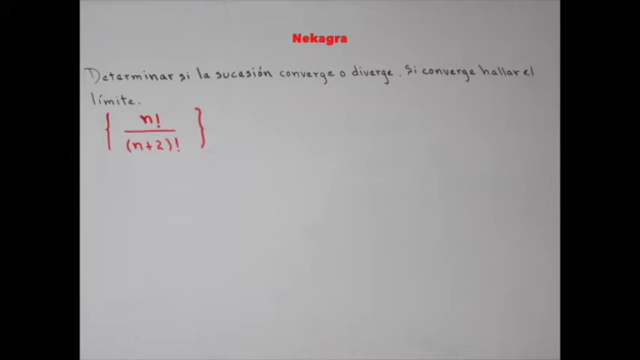 Nekagra
Determinar si la sucesión converge o diverge. Si converge hallar el
límite.
{ n! / (n+2)! }